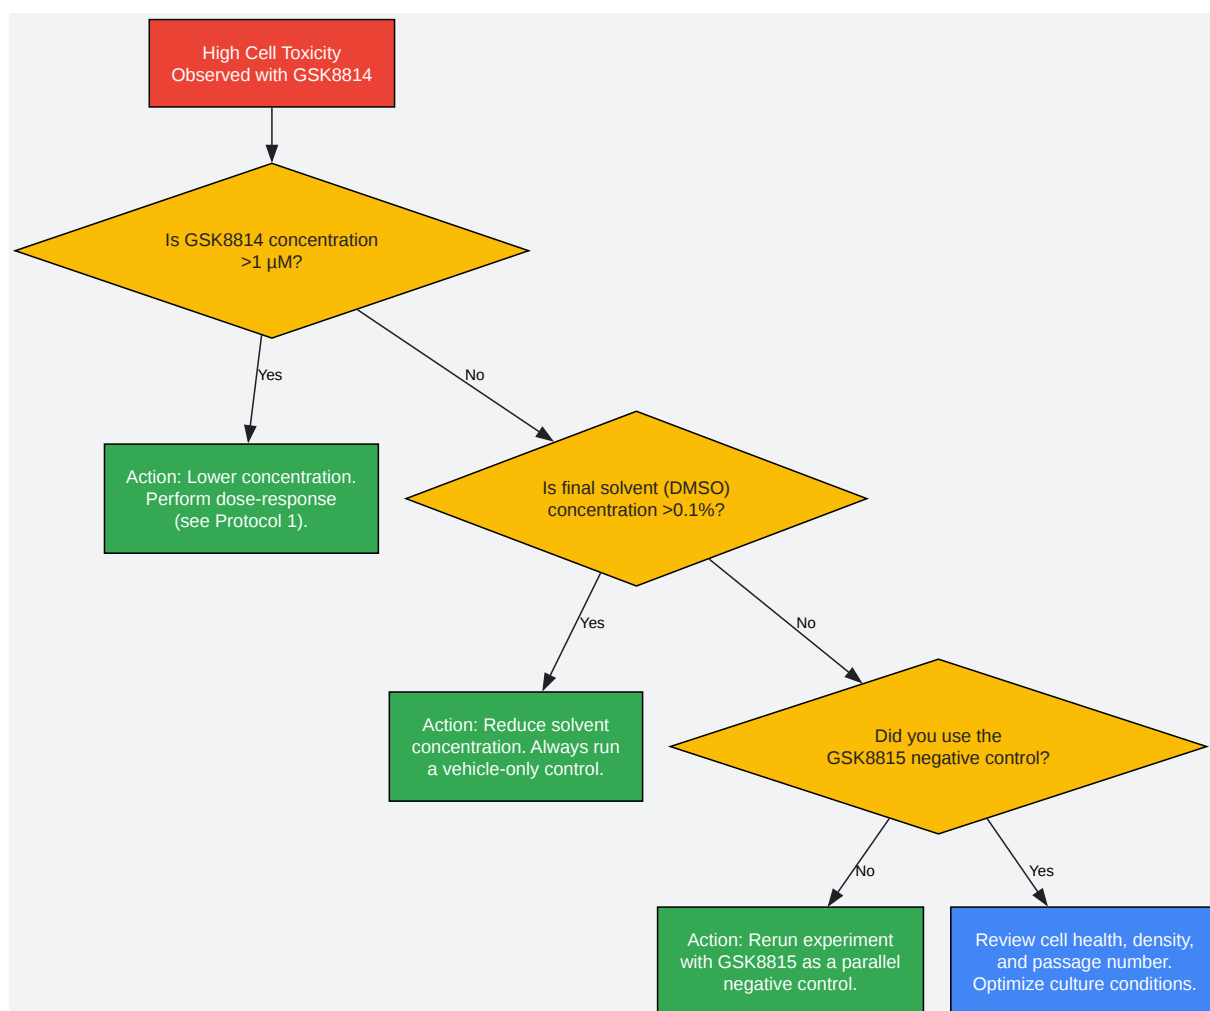 High Cell Toxicity
Observed with GSK8814
Is GSK8814 concentration
>1 µM?
Yes
No
Action: Lower concentration.
Perform dose-response
(see Protocol 1).
Is final solvent (DMSO)
concentration >0.1%?
Yes
No
Action: Reduce solvent
concentration. Always run
a vehicle-only control.
Did you use the
GSK8815 negative control?
No
Yes
Action: Rerun experiment
with GSK8815 as a parallel
negative control.
Review cell health, density,
and passage number.
Optimize culture conditions.